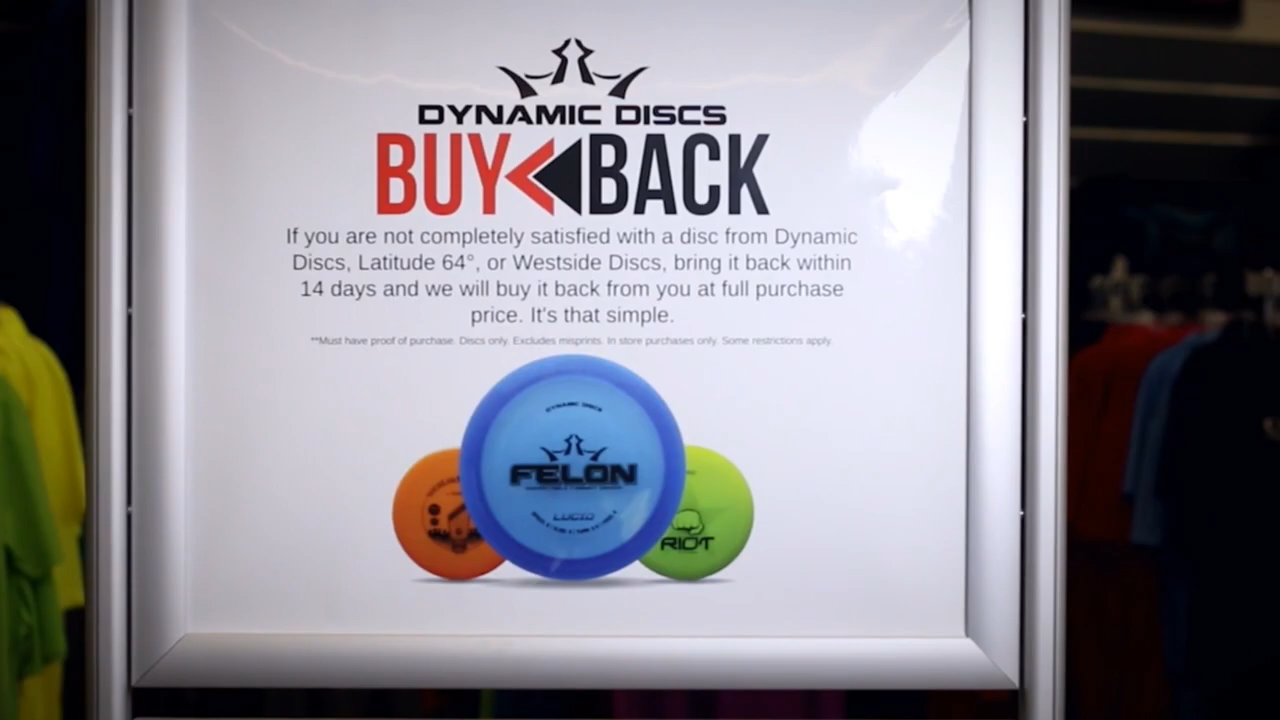 DYNAMIC DISCS
BUY BACK
If you are not completely satisfied with a disc from Dynamic
Discs, Latitude 64°, or Westside Discs, bring it back within
14 days and we will buy it back from you at full purchase
price. It's that simple.
**Must have proof of purchase. Discs only. Excludes misprints. In store purchases only. Some restrictions apply.
DYNAMIC DISCS
FELON
LUCID
RIOT